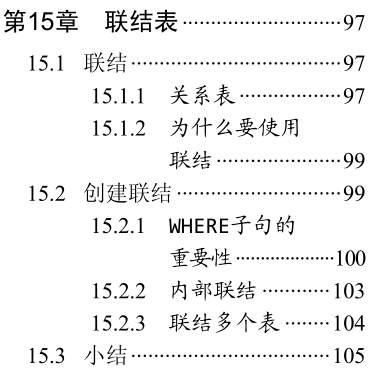 第15章 联结表 ··························· 97
15.1 联结 ···································· 97
15.1.1 关系表 ·················· 97
15.1.2 为什么要使用
联结 ······················ 99
15.2 创建联结 ···························· 99
15.2.1 WHERE子句的
重要性 ····················· 100
15.2.2 内部联结 ············ 103
15.2.3 联结多个表 ········ 104
15.3 小结 ·································· 105